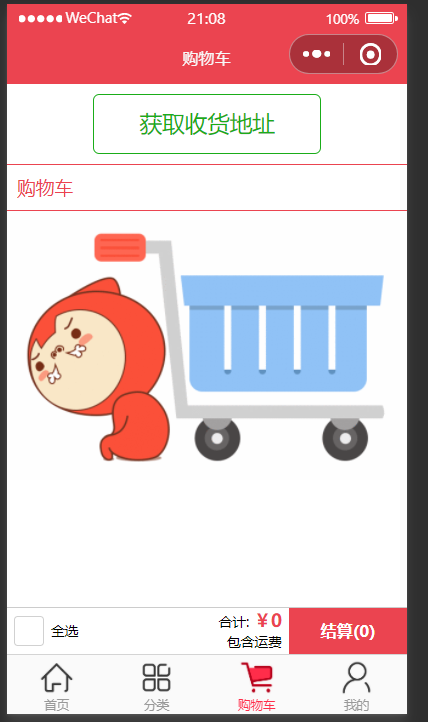 WeChat 21:08 100%
购物车
获取收货地址
购物车
全选
合计: ¥0
包含运费
结算(0)
首页 分类 购物车 我的